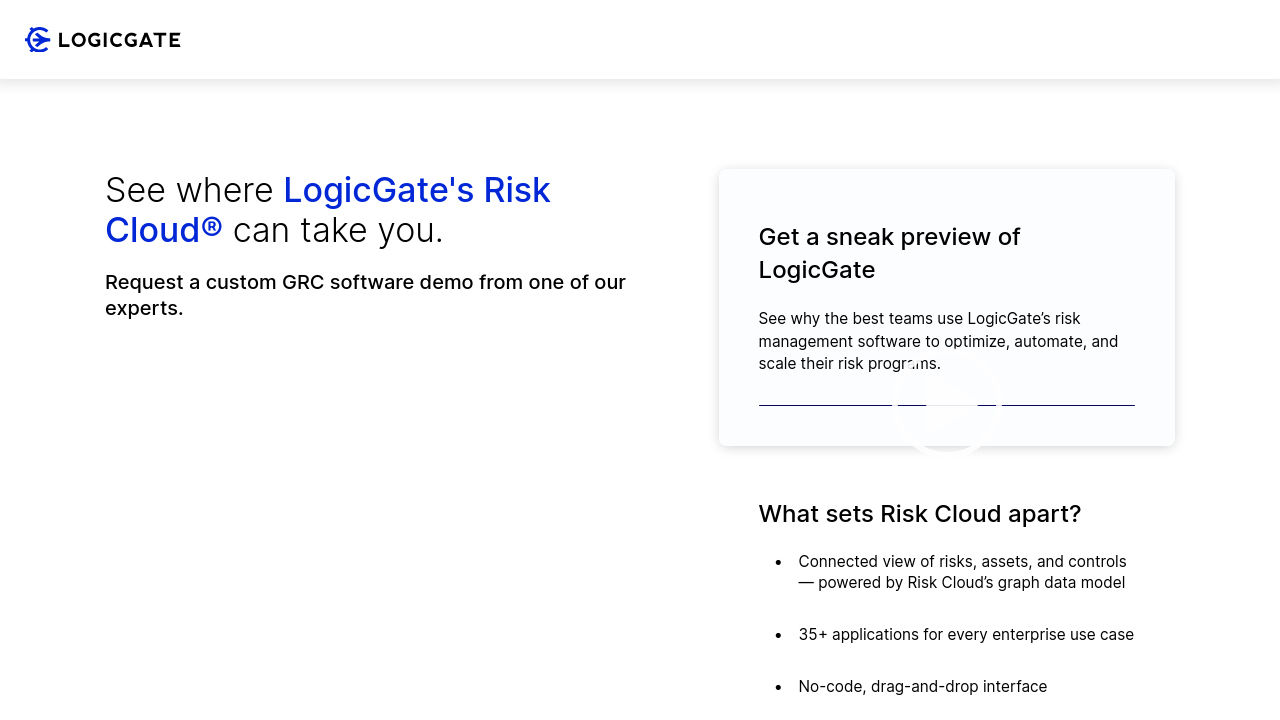 LOGICGATE
See where LogicGate's Risk
Cloud® can take you.
Request a custom GRC software demo from one of our
experts.
Get a sneak preview of
LogicGate
See why the best teams use LogicGate’s risk
management software to optimize, automate, and
scale their risk programs.
What sets Risk Cloud apart?
• Connected view of risks, assets, and controls
— powered by Risk Cloud’s graph data model
• 35+ applications for every enterprise use case
• No-code, drag-and-drop interface